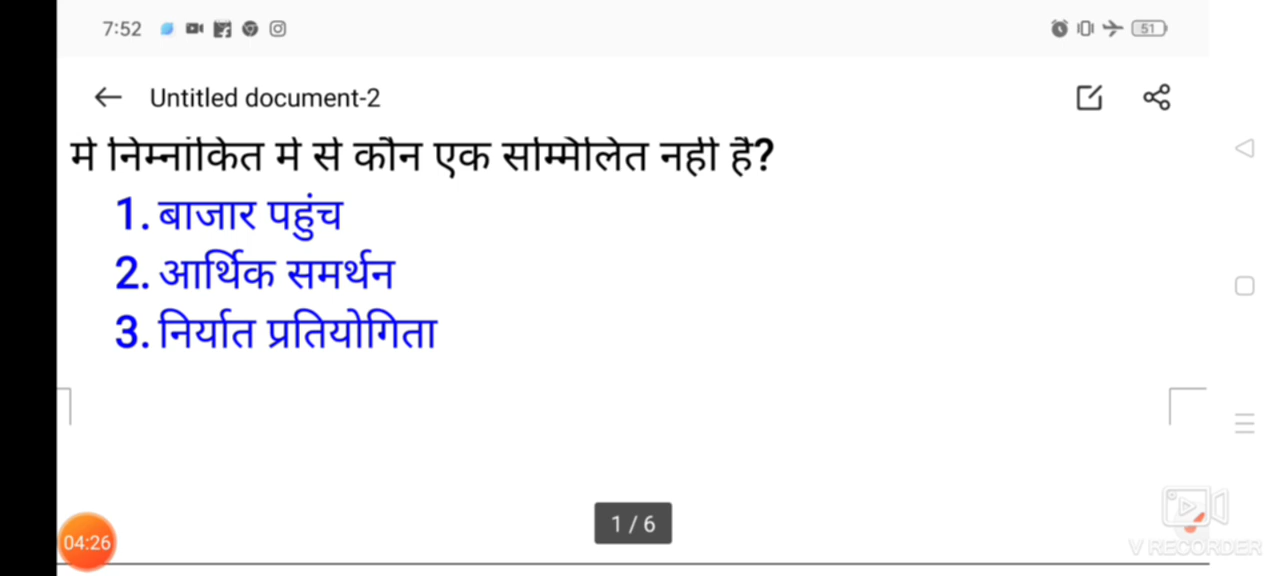 7:52
51
Untitled document-2
में निम्नांकित में से कौन एक सम्मिलित नहीं है?
1. बाजार पहुंच
2. आर्थिक समर्थन
3. निर्यात प्रतियोगिता
1 / 6
04:26
V RECORDER